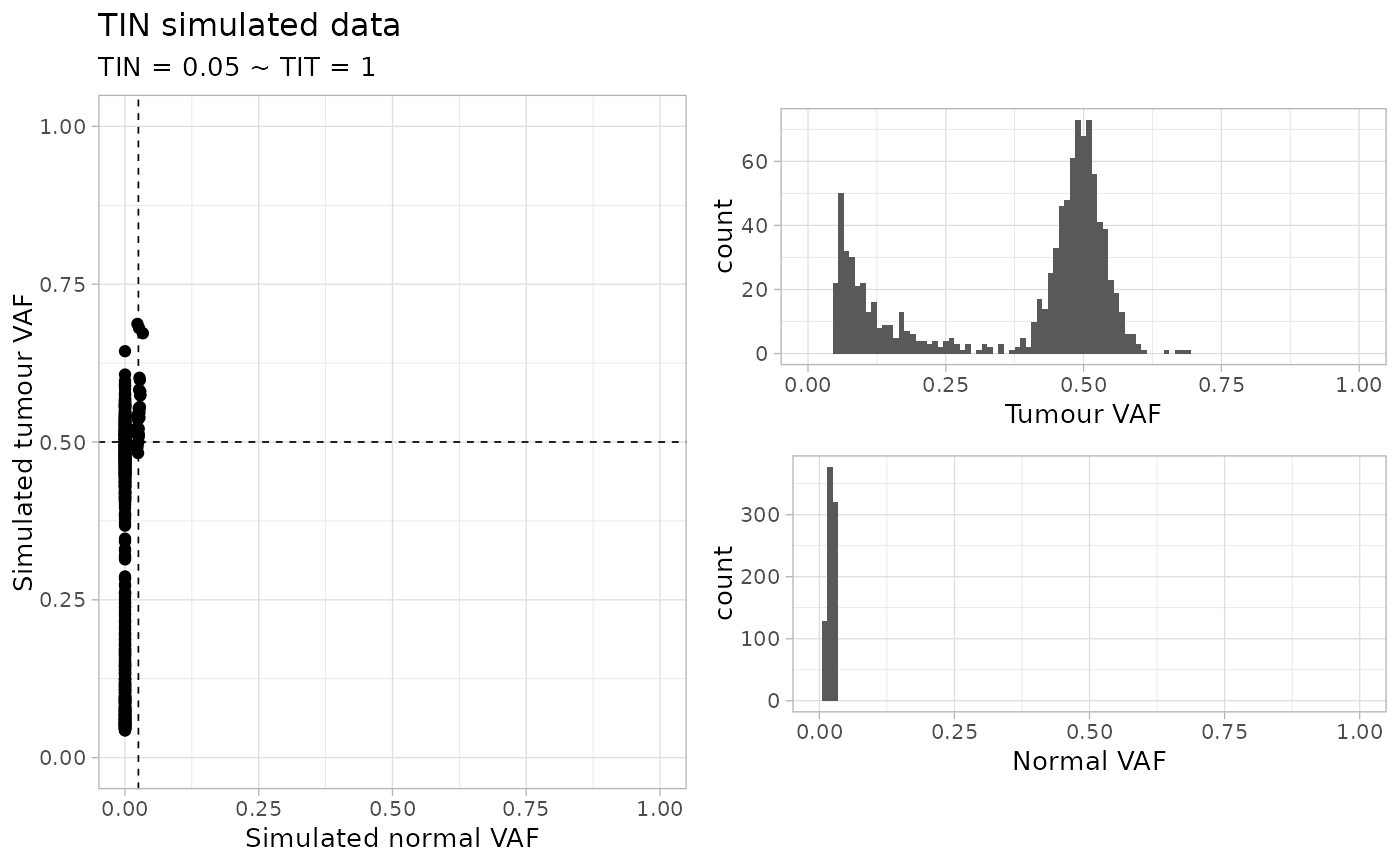 TIN simulated data
TIN = 0.05 ~ TIT = 1
Simulated tumour VAF
1.00
0.75
0.50
0.25
0.00
0.00 0.25 0.50 0.75 1.00
Simulated normal VAF
count
60
40
20
0
0.00 0.25 0.50 0.75 1.00
Tumour VAF
count
300
200
100
0
0.00 0.25 0.50 0.75 1.00
Normal VAF